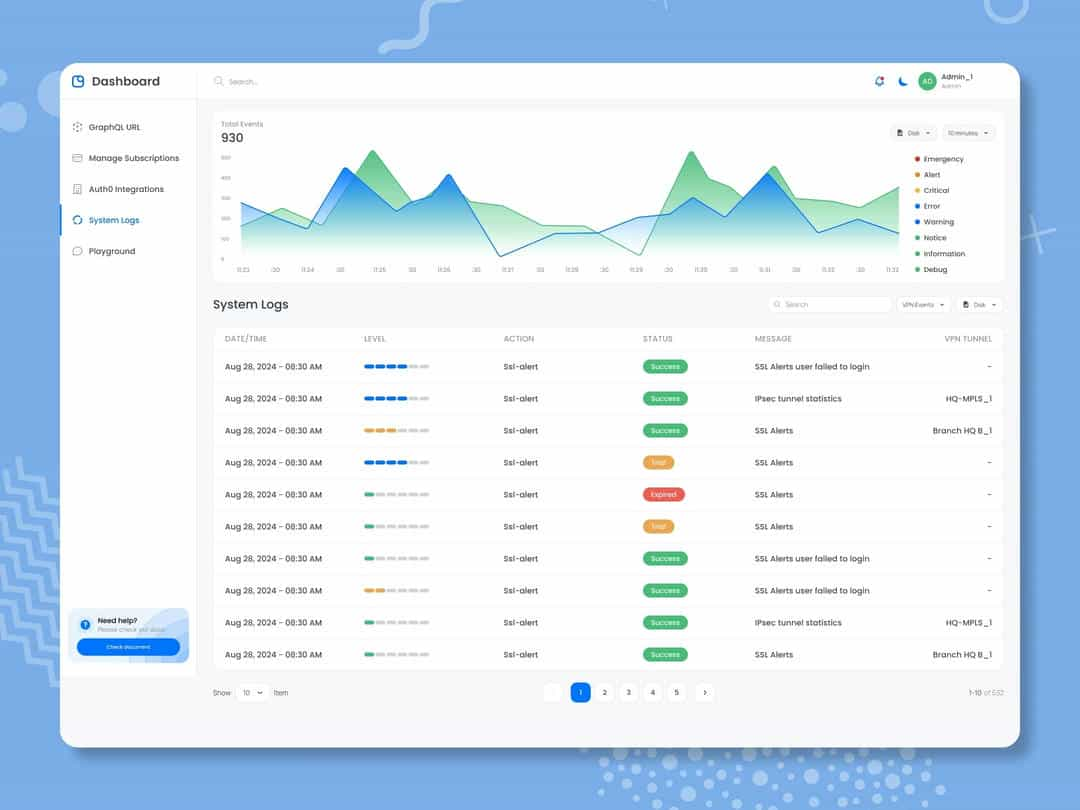 Dashboard
Search...
AD
Admin_1
Admin
GraphQL URL
Manage Subscriptions
Auth0 Integrations
System Logs
Playground
Need help?
Please check our docs
Check document
Total Events
930
Disk
10 minutes
400
300
200
100
0
11:23 :30 11:24 :30 11:25 :30 11:26 :30 11:27 :30 :30 11:29 :30 11:30 :30 11:31 :30 11:32 :30 11:33
Emergency
Alert
Critical
Error
Warning
Notice
Information
Debug
System Logs
Search
VPN Events
Disk
DATE/TIME LEVEL ACTION STATUS MESSAGE VPN TUNNEL
Aug 28, 2024 - 08:30 AM Ssl-alert Success SSL Alerts user failed to login -
Aug 28, 2024 - 08:30 AM Ssl-alert Success IPsec tunnel statistics HQ-MPLS_1
Aug 28, 2024 - 08:30 AM Ssl-alert Success SSL Alerts Branch HQ B_1
Aug 28, 2024 - 08:30 AM Ssl-alert SSL Alerts -
Aug 28, 2024 - 08:30 AM Ssl-alert Expired SSL Alerts -
Aug 28, 2024 - 08:30 AM Ssl-alert SSL Alerts -
Aug 28, 2024 - 08:30 AM Ssl-alert Success SSL Alerts user failed to login -
Aug 28, 2024 - 08:30 AM Ssl-alert Success SSL Alerts user failed to login -
Aug 28, 2024 - 08:30 AM Ssl-alert Success IPsec tunnel statistics HQ-MPLS_1
Aug 28, 2024 - 08:30 AM Ssl-alert Success SSL Alerts Branch HQ B_1
Show 10 Item
1 2 3 4 5 >
1-10 of 532